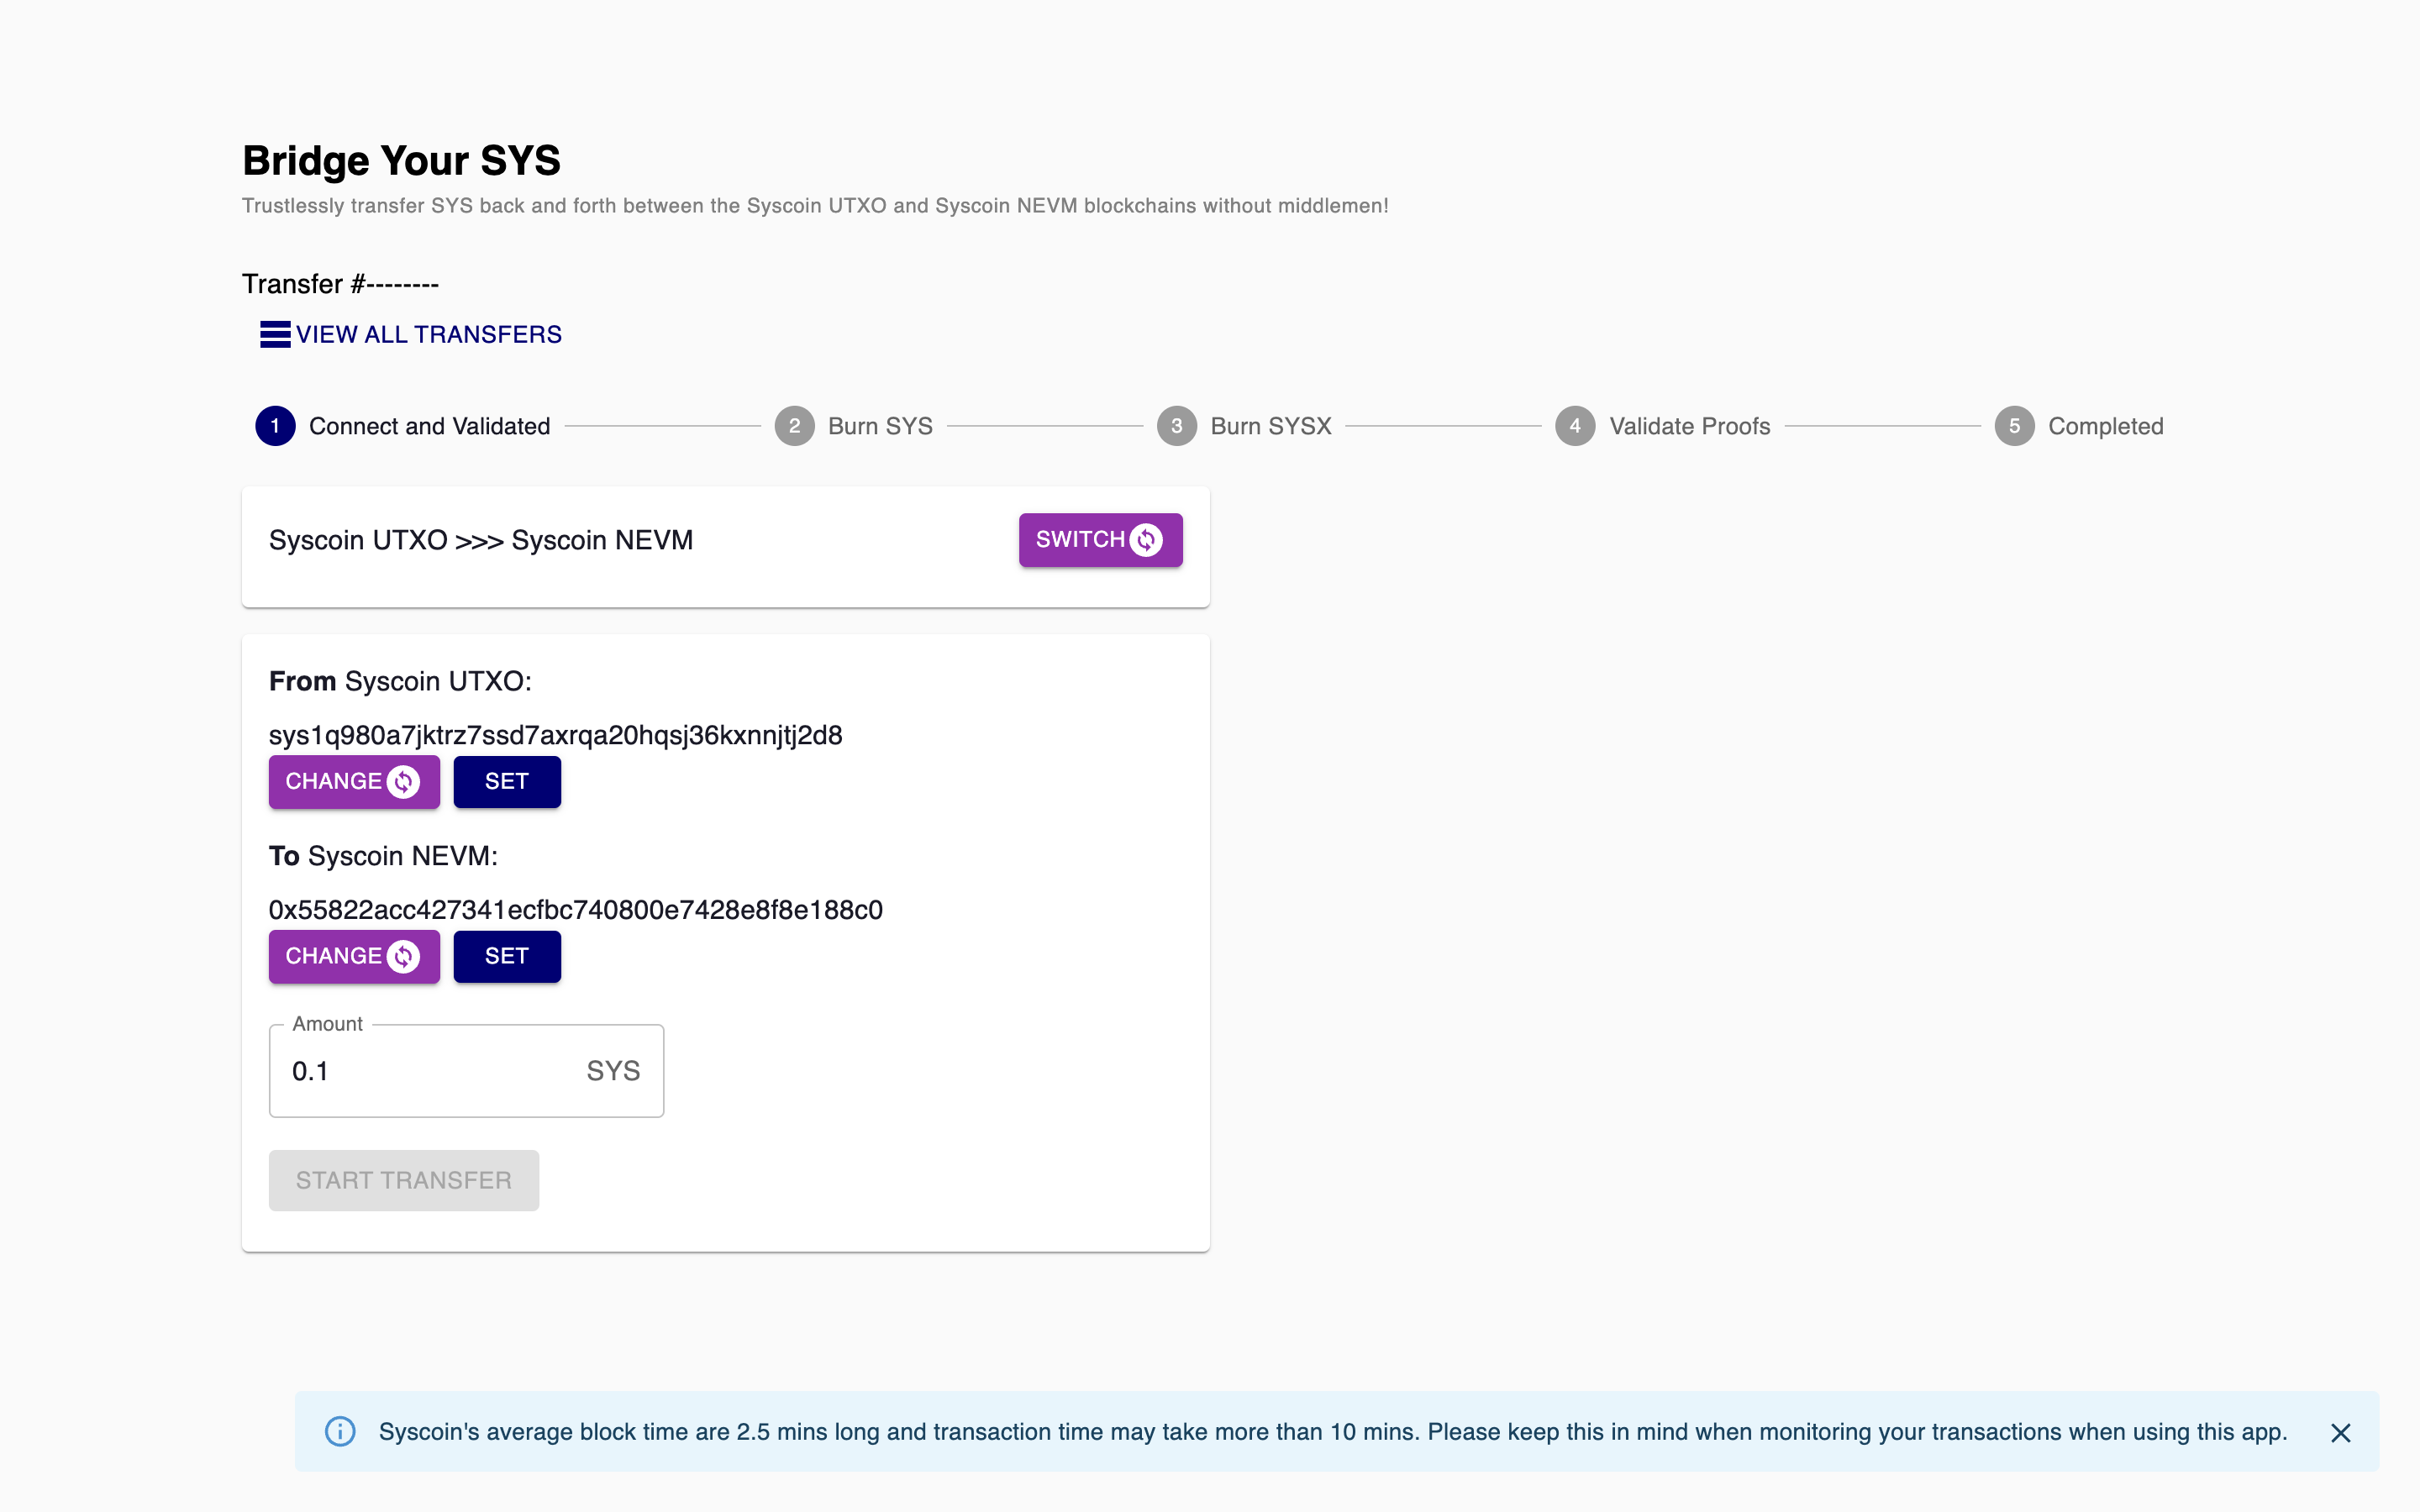 Bridge Your SYS
Trustlessly transfer SYS back and forth between the Syscoin UTXO and Syscoin NEVM blockchains without middlemen!
Transfer #--------
VIEW ALL TRANSFERS
1 Connect and Validated 2 Burn SYS 3 Burn SYSX 4 Validate Proofs 5 Completed
Syscoin UTXO >>> Syscoin NEVM SWITCH
From Syscoin UTXO:
sys1q980a7jktrz7ssd7axrqa20hqsj36kxnnjtj2d8
CHANGE SET
To Syscoin NEVM:
0x55822acc427341ecfbc740800e7428e8f8e188c0
CHANGE SET
Amount
0.1 SYS
START TRANSFER
Syscoin's average block time are 2.5 mins long and transaction time may take more than 10 mins. Please keep this in mind when monitoring your transactions when using this app.